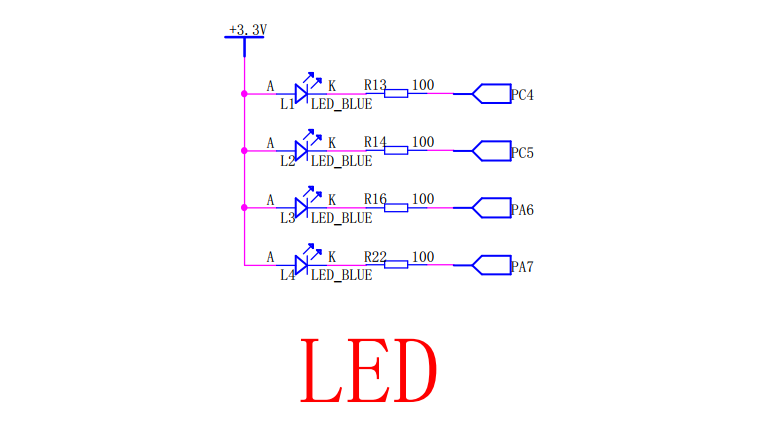 +3.3V
A K R13 100
L1 LED_BLUE PC4
A K R14 100
L2 LED_BLUE PC5
A K R16 100
L3 LED_BLUE PA6
A K R22 100
L4 LED_BLUE PA7
LED